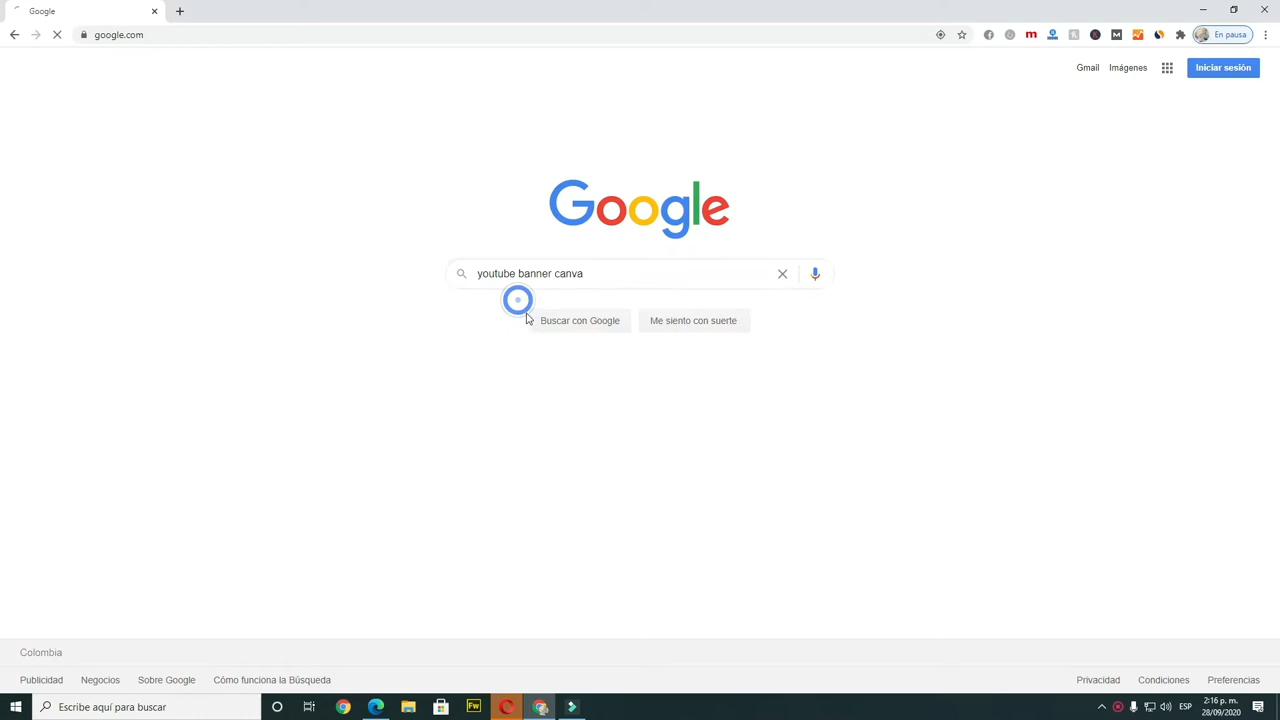 Google
google.com
En pausa
Gmail Imágenes Iniciar sesión
Google
youtube banner canva
Buscar con Google Me siento con suerte
Colombia
Publicidad Negocios Sobre Google Cómo funciona la Búsqueda Privacidad Condiciones Preferencias
Escribe aquí para buscar Fw ESP 2:16 p. m.
28/09/2020